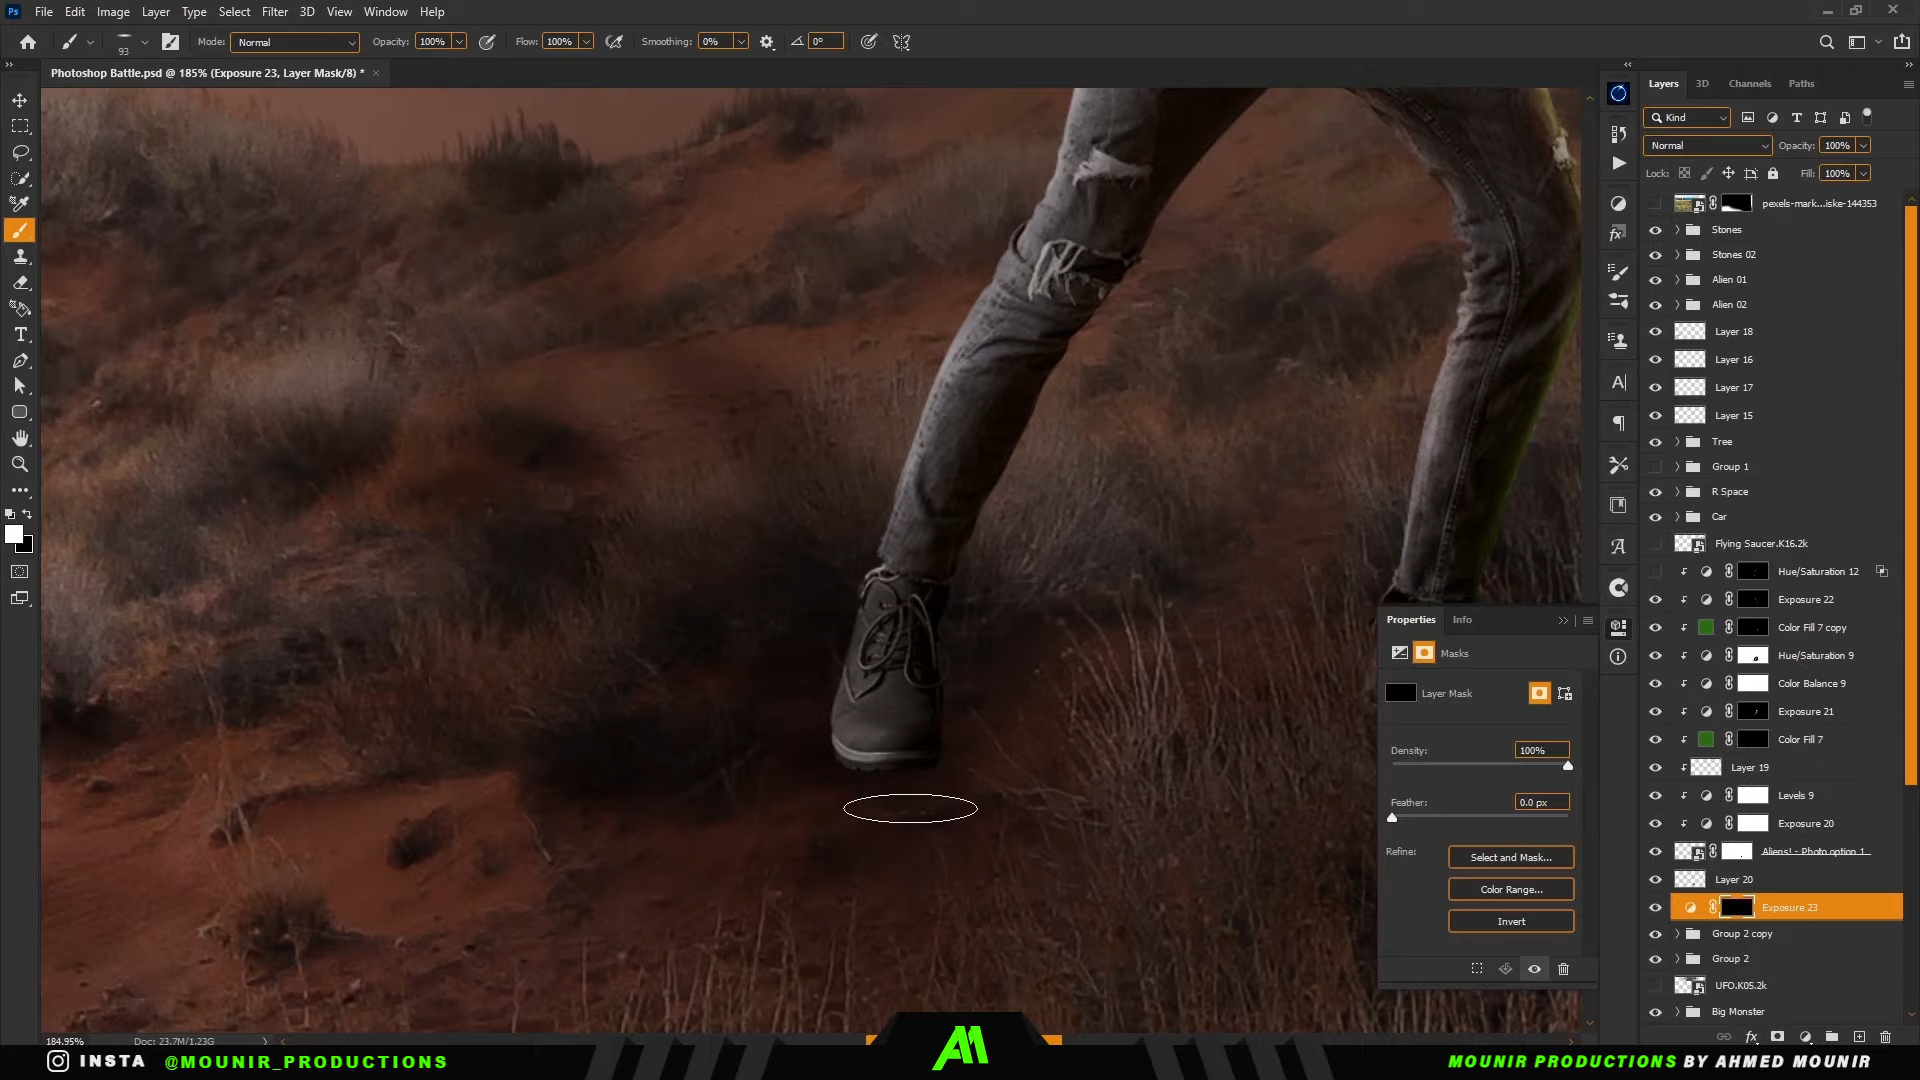 Ps File Edit Image Layer Type Select Filter 3D View Window Help
93 Mode: Normal Opacity: 100% Flow: 100% Smoothing: 0% 0°
Photoshop Battle.psd @ 185% (Exposure 23, Layer Mask/8) * ×
Layers 3D Channels Paths
Kind
Normal Opacity: 100%
Lock: Fill: 100%
pexels-mark...iske-144353
Stones
Stones 02
Alien 01
Alien 02
Layer 18
Layer 16
Layer 17
Layer 15
Tree
Group 1
R Space
Car
Flying Saucer.K16.2k
Hue/Saturation 12
Exposure 22
Color Fill 7 copy
Hue/Saturation 9
Color Balance 9
Exposure 21
Color Fill 7
Layer 19
Levels 9
Exposure 20
Aliens! - Photo option 1...
Layer 20
Exposure 23
Group 2 copy
Group 2
UFO.K05.2k
Big Monster
Properties Info
Masks
Layer Mask
Density: 100%
Feather: 0.0 px
Refine: Select and Mask...
Color Range...
Invert
184.95% Doc: 23.7M/1.23G
INSTA @MOUNIR_PRODUCTIONS
AM
MOUNIR PRODUCTIONS BY AHMED MOUNIR